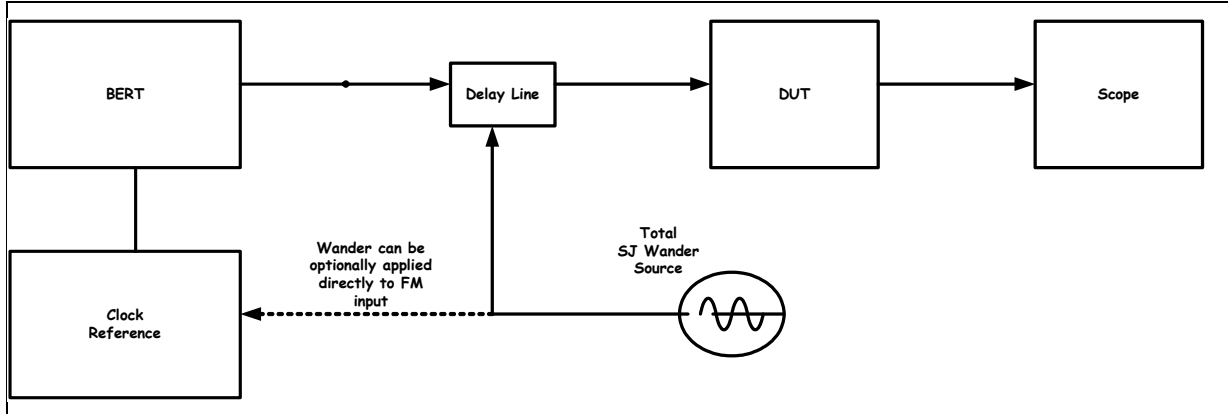 BERT
Delay Line
DUT
Scope
Total
SJ Wander
Source
Wander can be
optionally applied
directly to FM
input
Clock
Reference